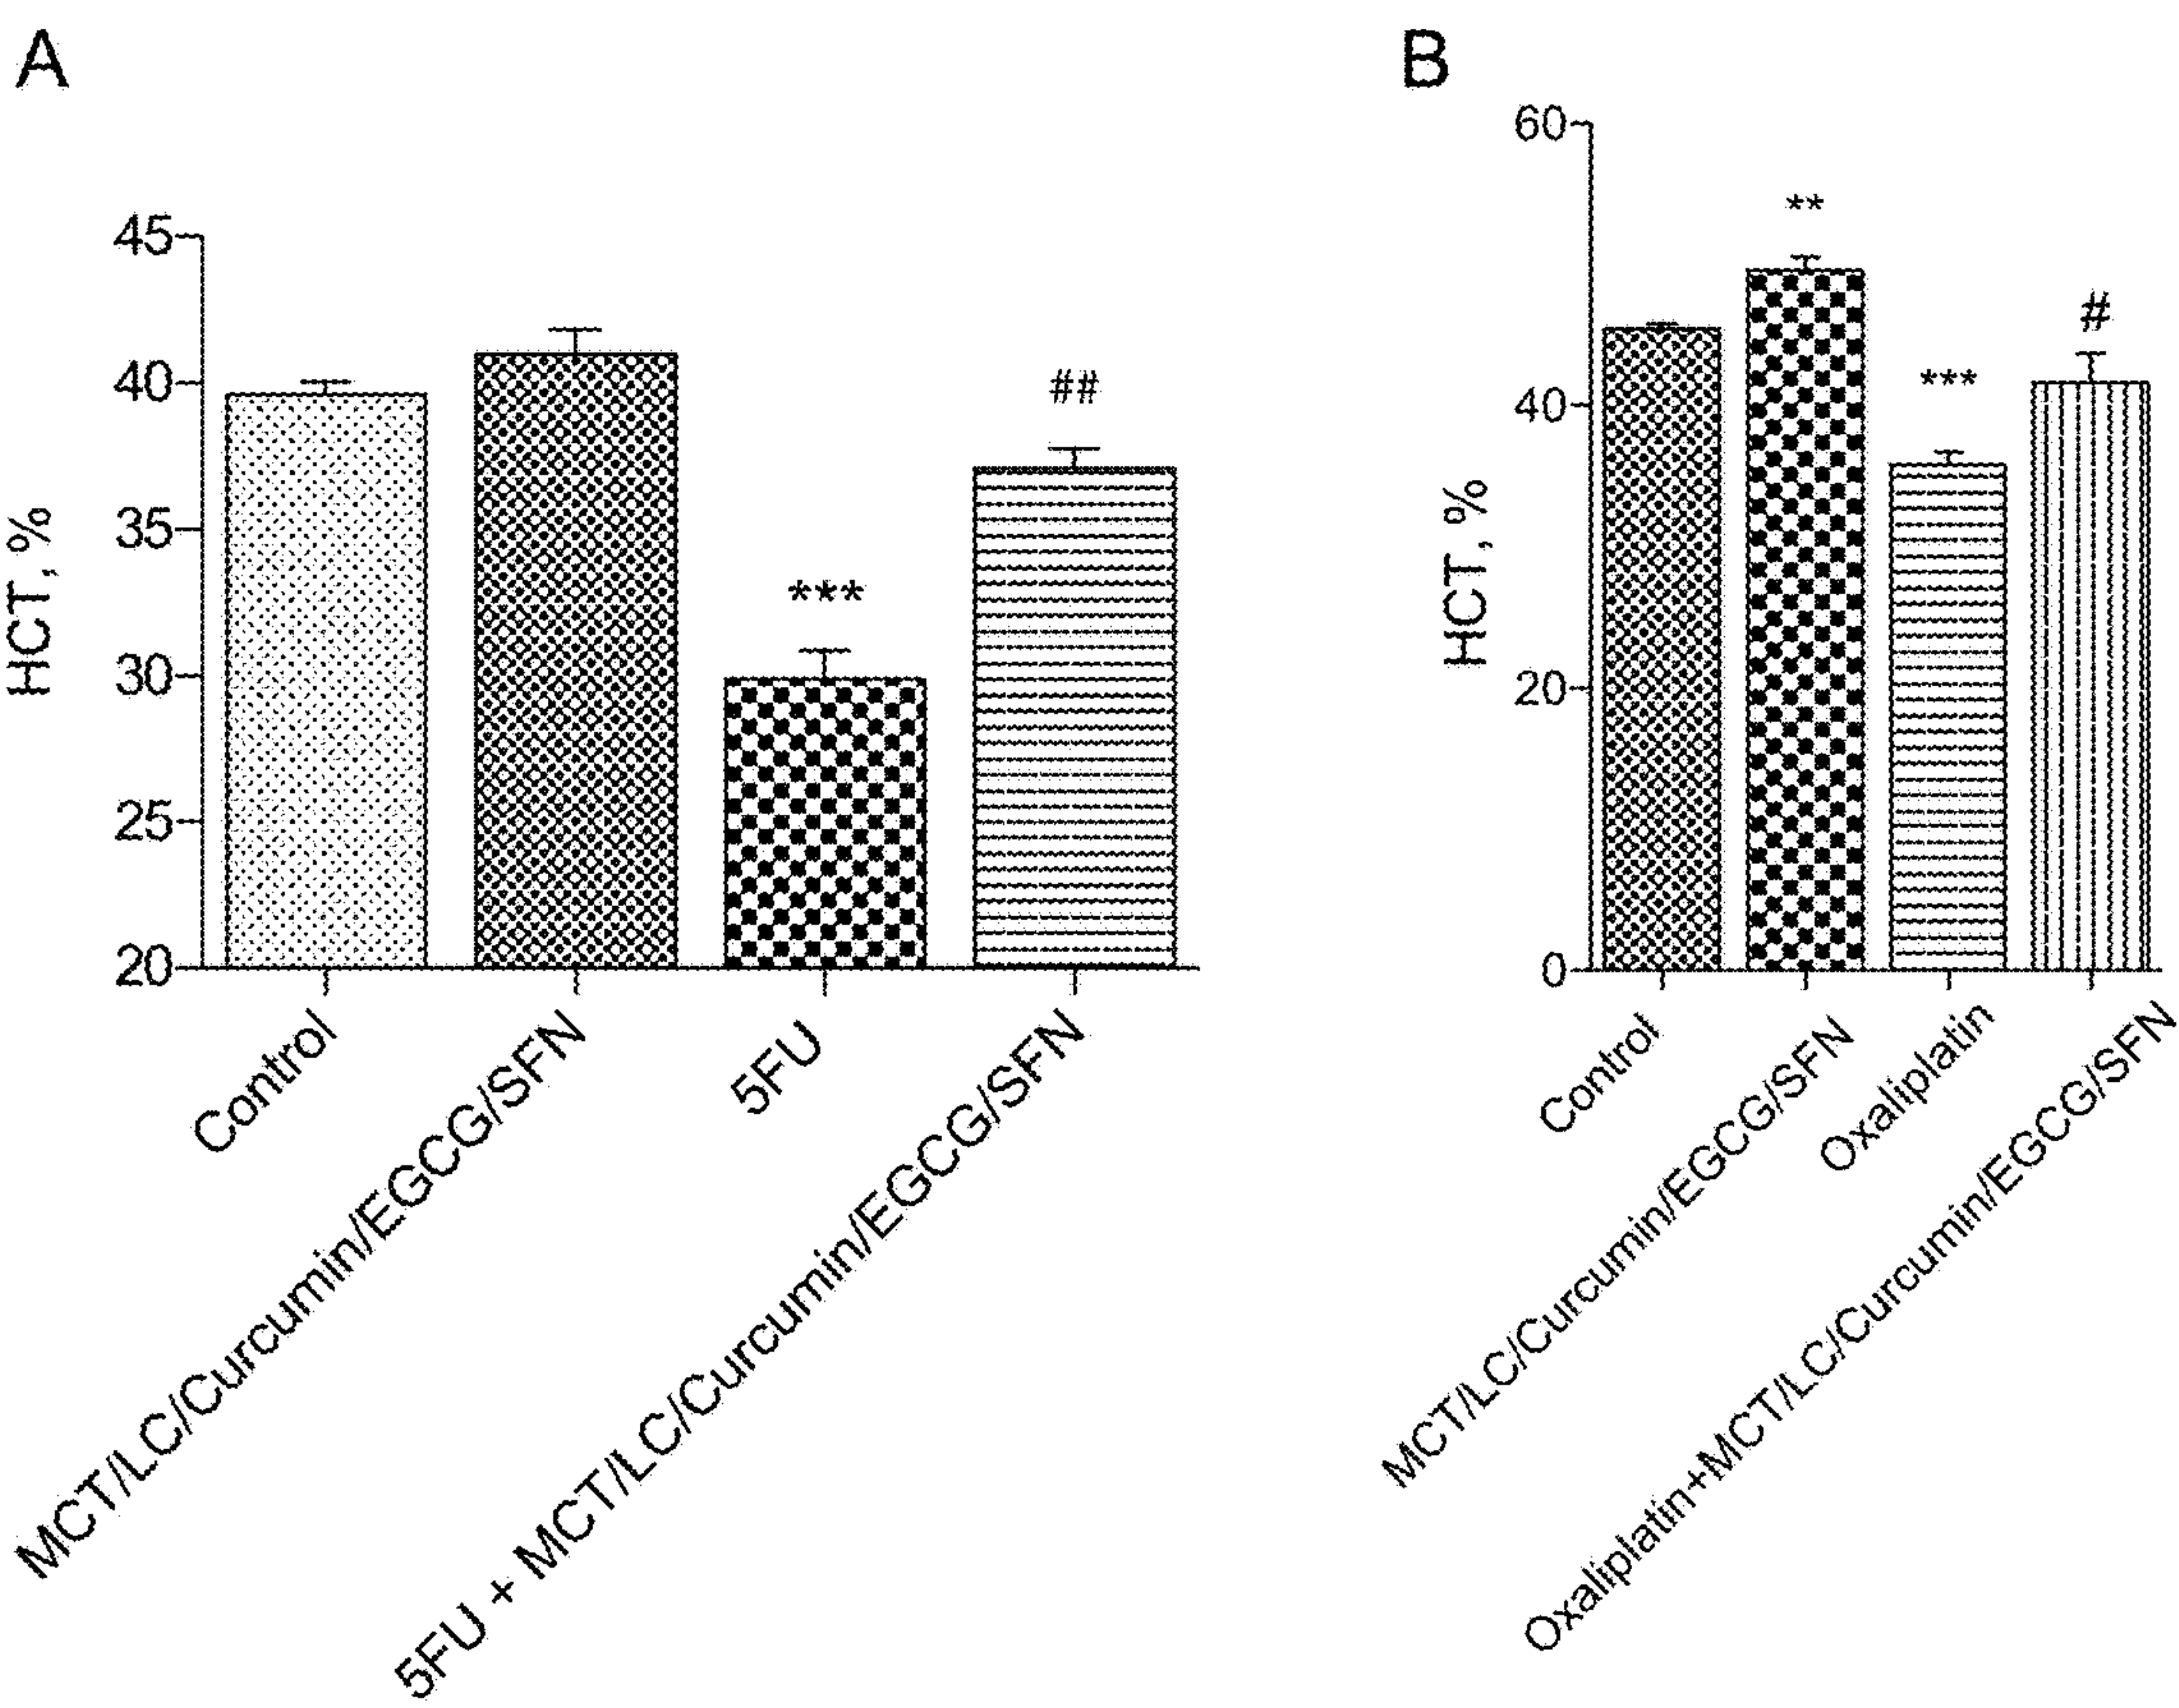 A
HCT, %
45
40
35
30
25
20
***
##
Control
MCT/LC/Curcumin/EGCG/SFN
5FU
5FU + MCT/LC/Curcumin/EGCG/SFN
B
HCT, %
60
40
20
0
**
***
#
Control
MCT/LC/Curcumin/EGCG/SFN
Oxaliplatin
Oxaliplatin+MCT/LC/Curcumin/EGCG/SFN